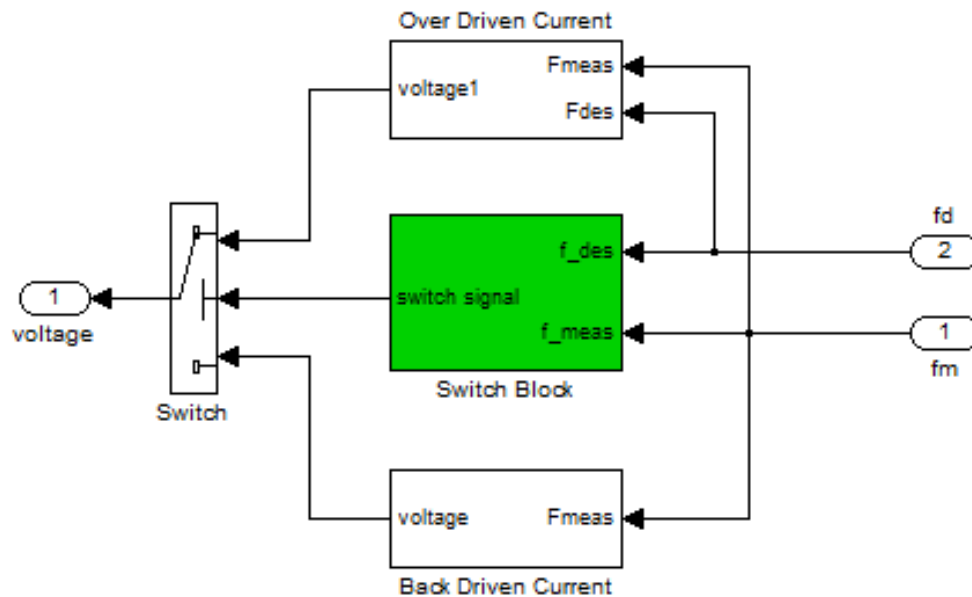 Over Driven Current
Fmeas
voltage1
Fdes
fd
2
f_des
1
switch signal
voltage
f_meas
1
fm
Switch Block
Switch
voltage
Fmeas
Back Driven Current